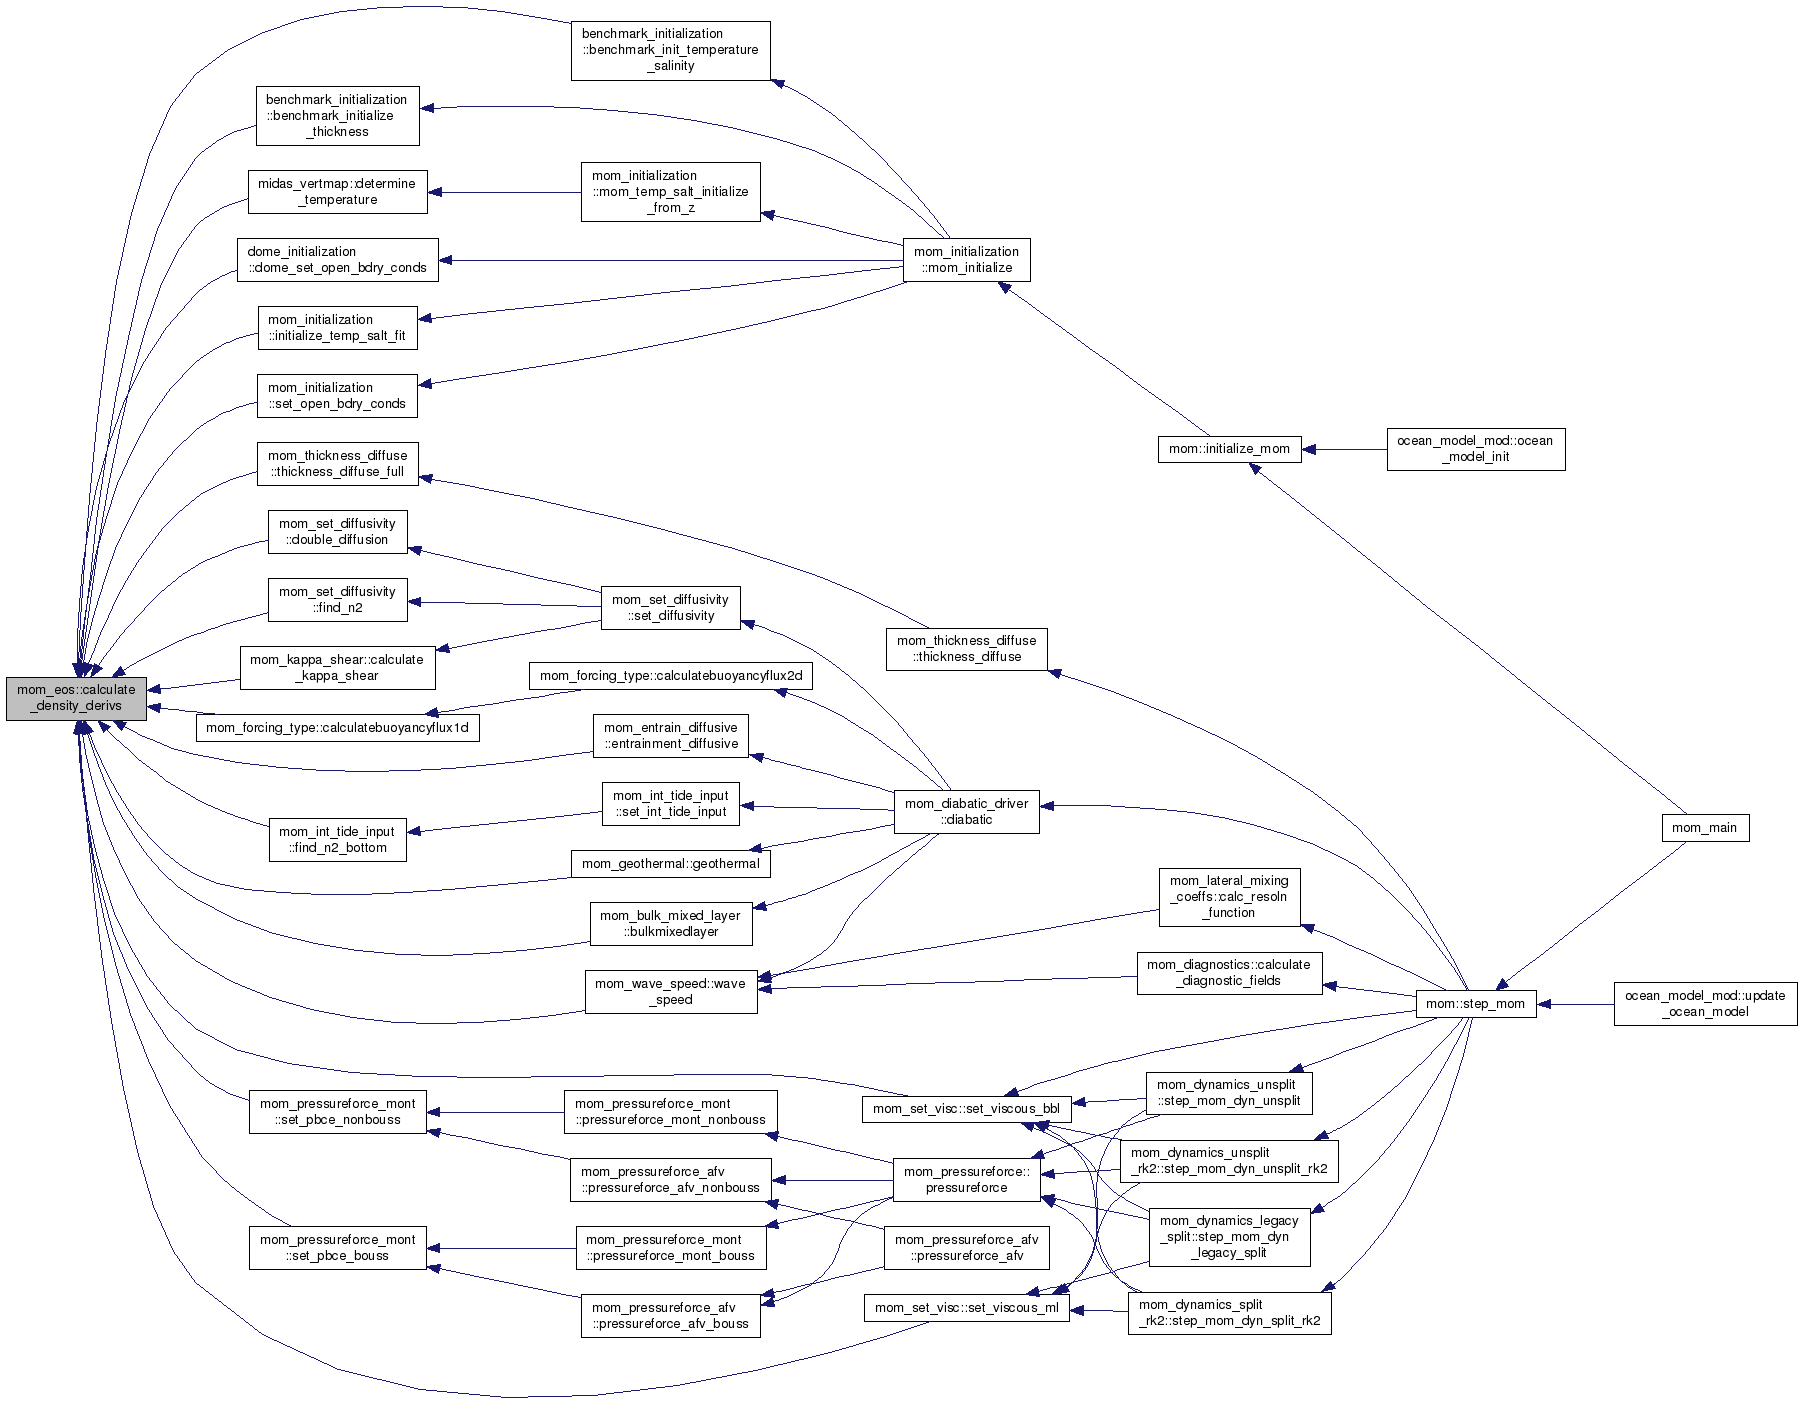 benchmark_initialization
::benchmark_init_temperature
_salinity
benchmark_initialization
::benchmark_initialize
_thickness
midas_vertmap::determine
_temperature
mom_initialization
::mom_temp_salt_initialize
_from_z
dome_initialization
::dome_set_open_bdry_conds
mom_initialization
::mom_initialize
mom_initialization
::initialize_temp_salt_fit
mom_initialization
::set_open_bdry_conds
mom_thickness_diffuse
::thickness_diffuse_full
mom::initialize_mom
ocean_model_mod::ocean
_model_init
mom_set_diffusivity
::double_diffusion
mom_set_diffusivity
::find_n2
mom_set_diffusivity
::set_diffusivity
mom_kappa_shear::calculate
_kappa_shear
mom_thickness_diffuse
::thickness_diffuse
mom_eos::calculate
_density_derivs
mom_forcing_type::calculatebuoyancyflux2d
mom_forcing_type::calculatebuoyancyflux1d
mom_entrain_diffusive
::entrainment_diffusive
mom_int_tide_input
::set_int_tide_input
mom_diabatic_driver
::diabatic
mom_main
mom_int_tide_input
::find_n2_bottom
mom_geothermal::geothermal
mom_lateral_mixing
_coeffs::calc_resoln
_function
mom_bulk_mixed_layer
::bulkmixedlayer
mom_wave_speed::wave
_speed
mom_diagnostics::calculate
_diagnostic_fields
mom::step_mom
ocean_model_mod::update
_ocean_model
mom_pressureforce_mont
::set_pbce_nonbouss
mom_pressureforce_mont
::pressureforce_mont_nonbouss
mom_set_visc::set_viscous_bbl
mom_dynamics_unsplit
::step_mom_dyn_unsplit
mom_pressureforce_afv
::pressureforce_afv_nonbouss
mom_pressureforce::
pressureforce
mom_dynamics_unsplit
_rk2::step_mom_dyn_unsplit_rk2
mom_pressureforce_mont
::set_pbce_bouss
mom_pressureforce_mont
::pressureforce_mont_bouss
mom_pressureforce_afv
::pressureforce_afv
mom_dynamics_legacy
_split::step_mom_dyn
_legacy_split
mom_pressureforce_afv
::pressureforce_afv_bouss
mom_set_visc::set_viscous_ml
mom_dynamics_split
_rk2::step_mom_dyn_split_rk2